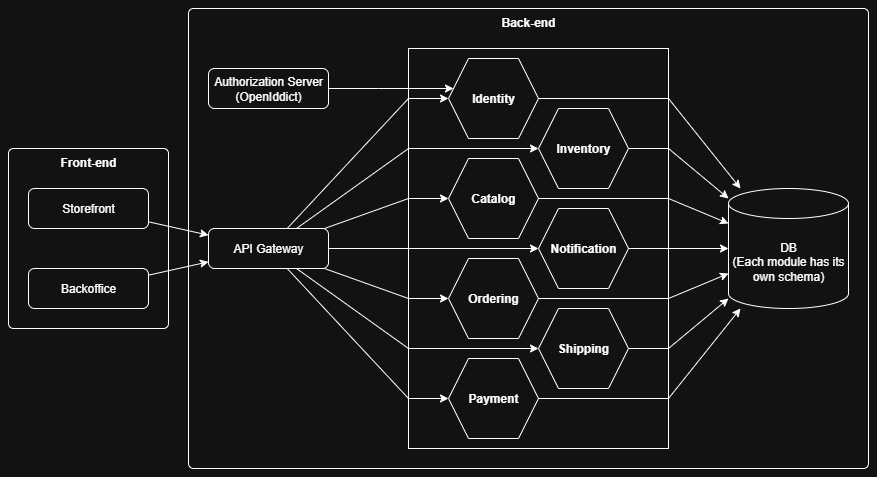 Back-end
Authorization Server
(OpenIddict)
Identity
Inventory
Front-end
Storefront
Catalog
API Gateway
Notification
DB
(Each module has its
own schema)
Backoffice
Ordering
Shipping
Payment